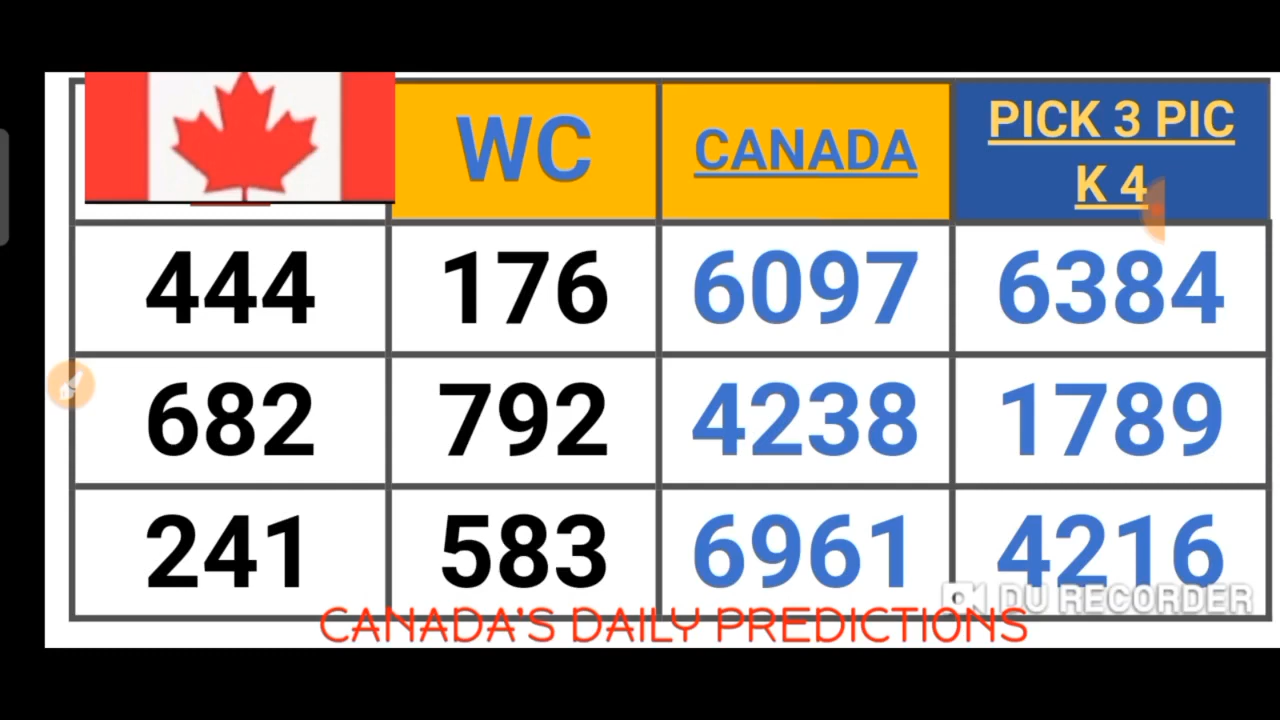 WC CANADA PICK 3 PIC
K 4
444 176 6097 6384
682 792 4238 1789
241 583 6961 4216
DU RECORDER
CANADA'S DAILY PREDICTIONS